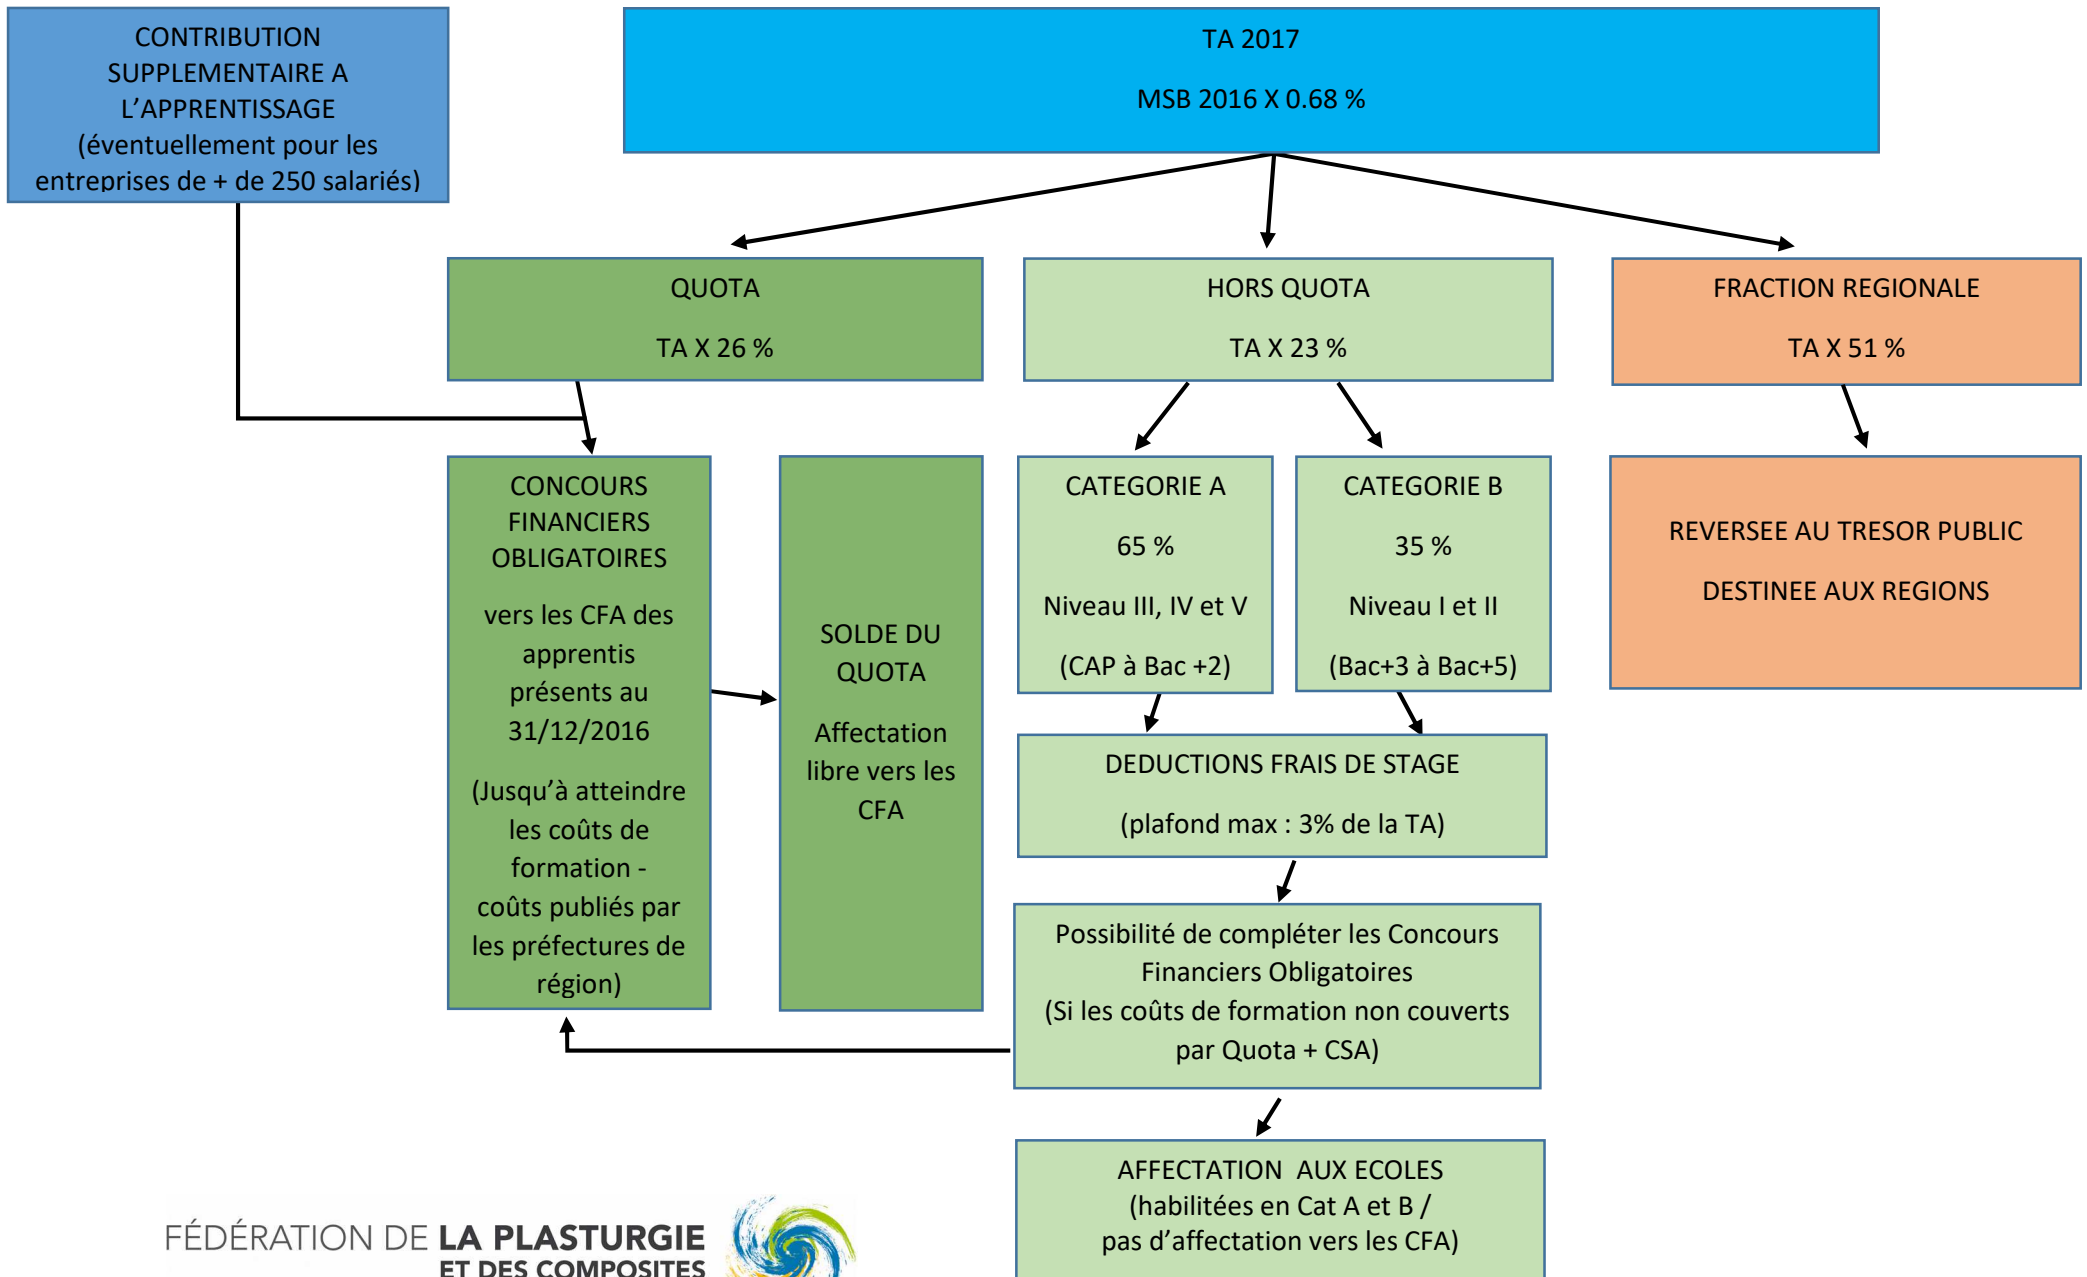 CONTRIBUTION
SUPPLEMENTAIRE A
L’APPRENTISSAGE
(éventuellement pour les
entreprises de + de 250 salariés)
TA 2017
MSB 2016 X 0.68 %
QUOTA
TA X 26 %
HORS QUOTA
TA X 23 %
FRACTION REGIONALE
TA X 51 %
CONCOURS
FINANCIERS
OBLIGATOIRES
vers les CFA des
apprentis
présents au
31/12/2016
(Jusqu’à atteindre
les coûts de
formation -
coûts publiés par
les préfectures de
région)
SOLDE DU
QUOTA
Affectation
libre vers les
CFA
CATEGORIE A
65 %
Niveau III, IV et V
(CAP à Bac +2)
CATEGORIE B
35 %
Niveau I et II
(Bac+3 à Bac+5)
REVERSEE AU TRESOR PUBLIC
DESTINEE AUX REGIONS
DEDUCTIONS FRAIS DE STAGE
(plafond max : 3% de la TA)
Possibilité de compléter les Concours
Financiers Obligatoires
(Si les coûts de formation non couverts
par Quota + CSA)
AFFECTATION  AUX ECOLES
(habilitées en Cat A et B /
pas d’affectation vers les CFA)
FÉDÉRATION DE LA PLASTURGIE
ET DES COMPOSITES